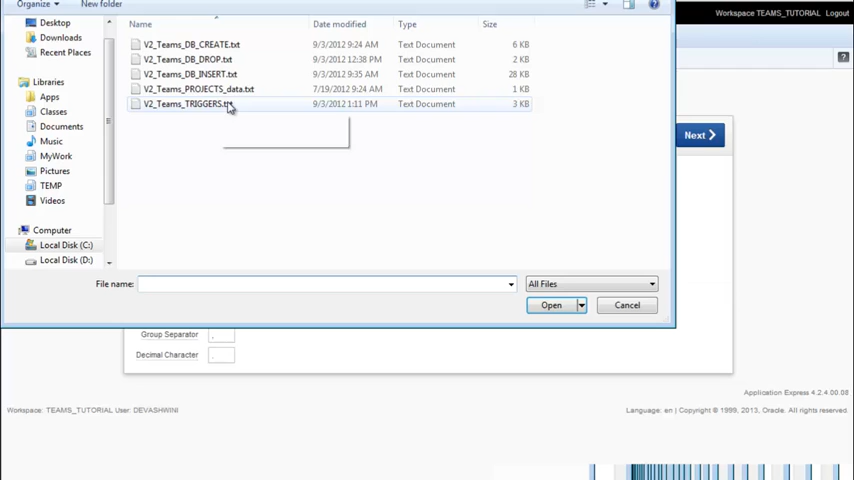 Organize
New folder
Workspace TEAMS_TUTORIAL Logout
Name Date modified Type Size
Desktop
Downloads
Recent Places
Libraries
Apps
Classes
Documents
Music
MyWork
Pictures
TEMP
Videos
Computer
Local Disk (C:)
Local Disk (D:)
V2_Teams_DB_CREATE.txt 9/3/2012 9:24 AM Text Document 6 KB
V2_Teams_DB_DROP.txt 9/3/2012 12:38 PM Text Document 2 KB
V2_Teams_DB_INSERT.txt 9/3/2012 9:35 AM Text Document 28 KB
V2_Teams_PROJECTS_data.txt 7/19/2012 9:24 AM Text Document 1 KB
V2_Teams_TRIGGERS.txt 9/3/2012 1:11 PM Text Document 3 KB
?
?
Next >
File name:
All Files
Open
Cancel
Group Separator ,
Decimal Character .
Application Express 4.2.4.00.08
Workspace: TEAMS_TUTORIAL User: DEVASHWINI
Language: en | Copyright © 1999, 2013, Oracle. All rights reserved.